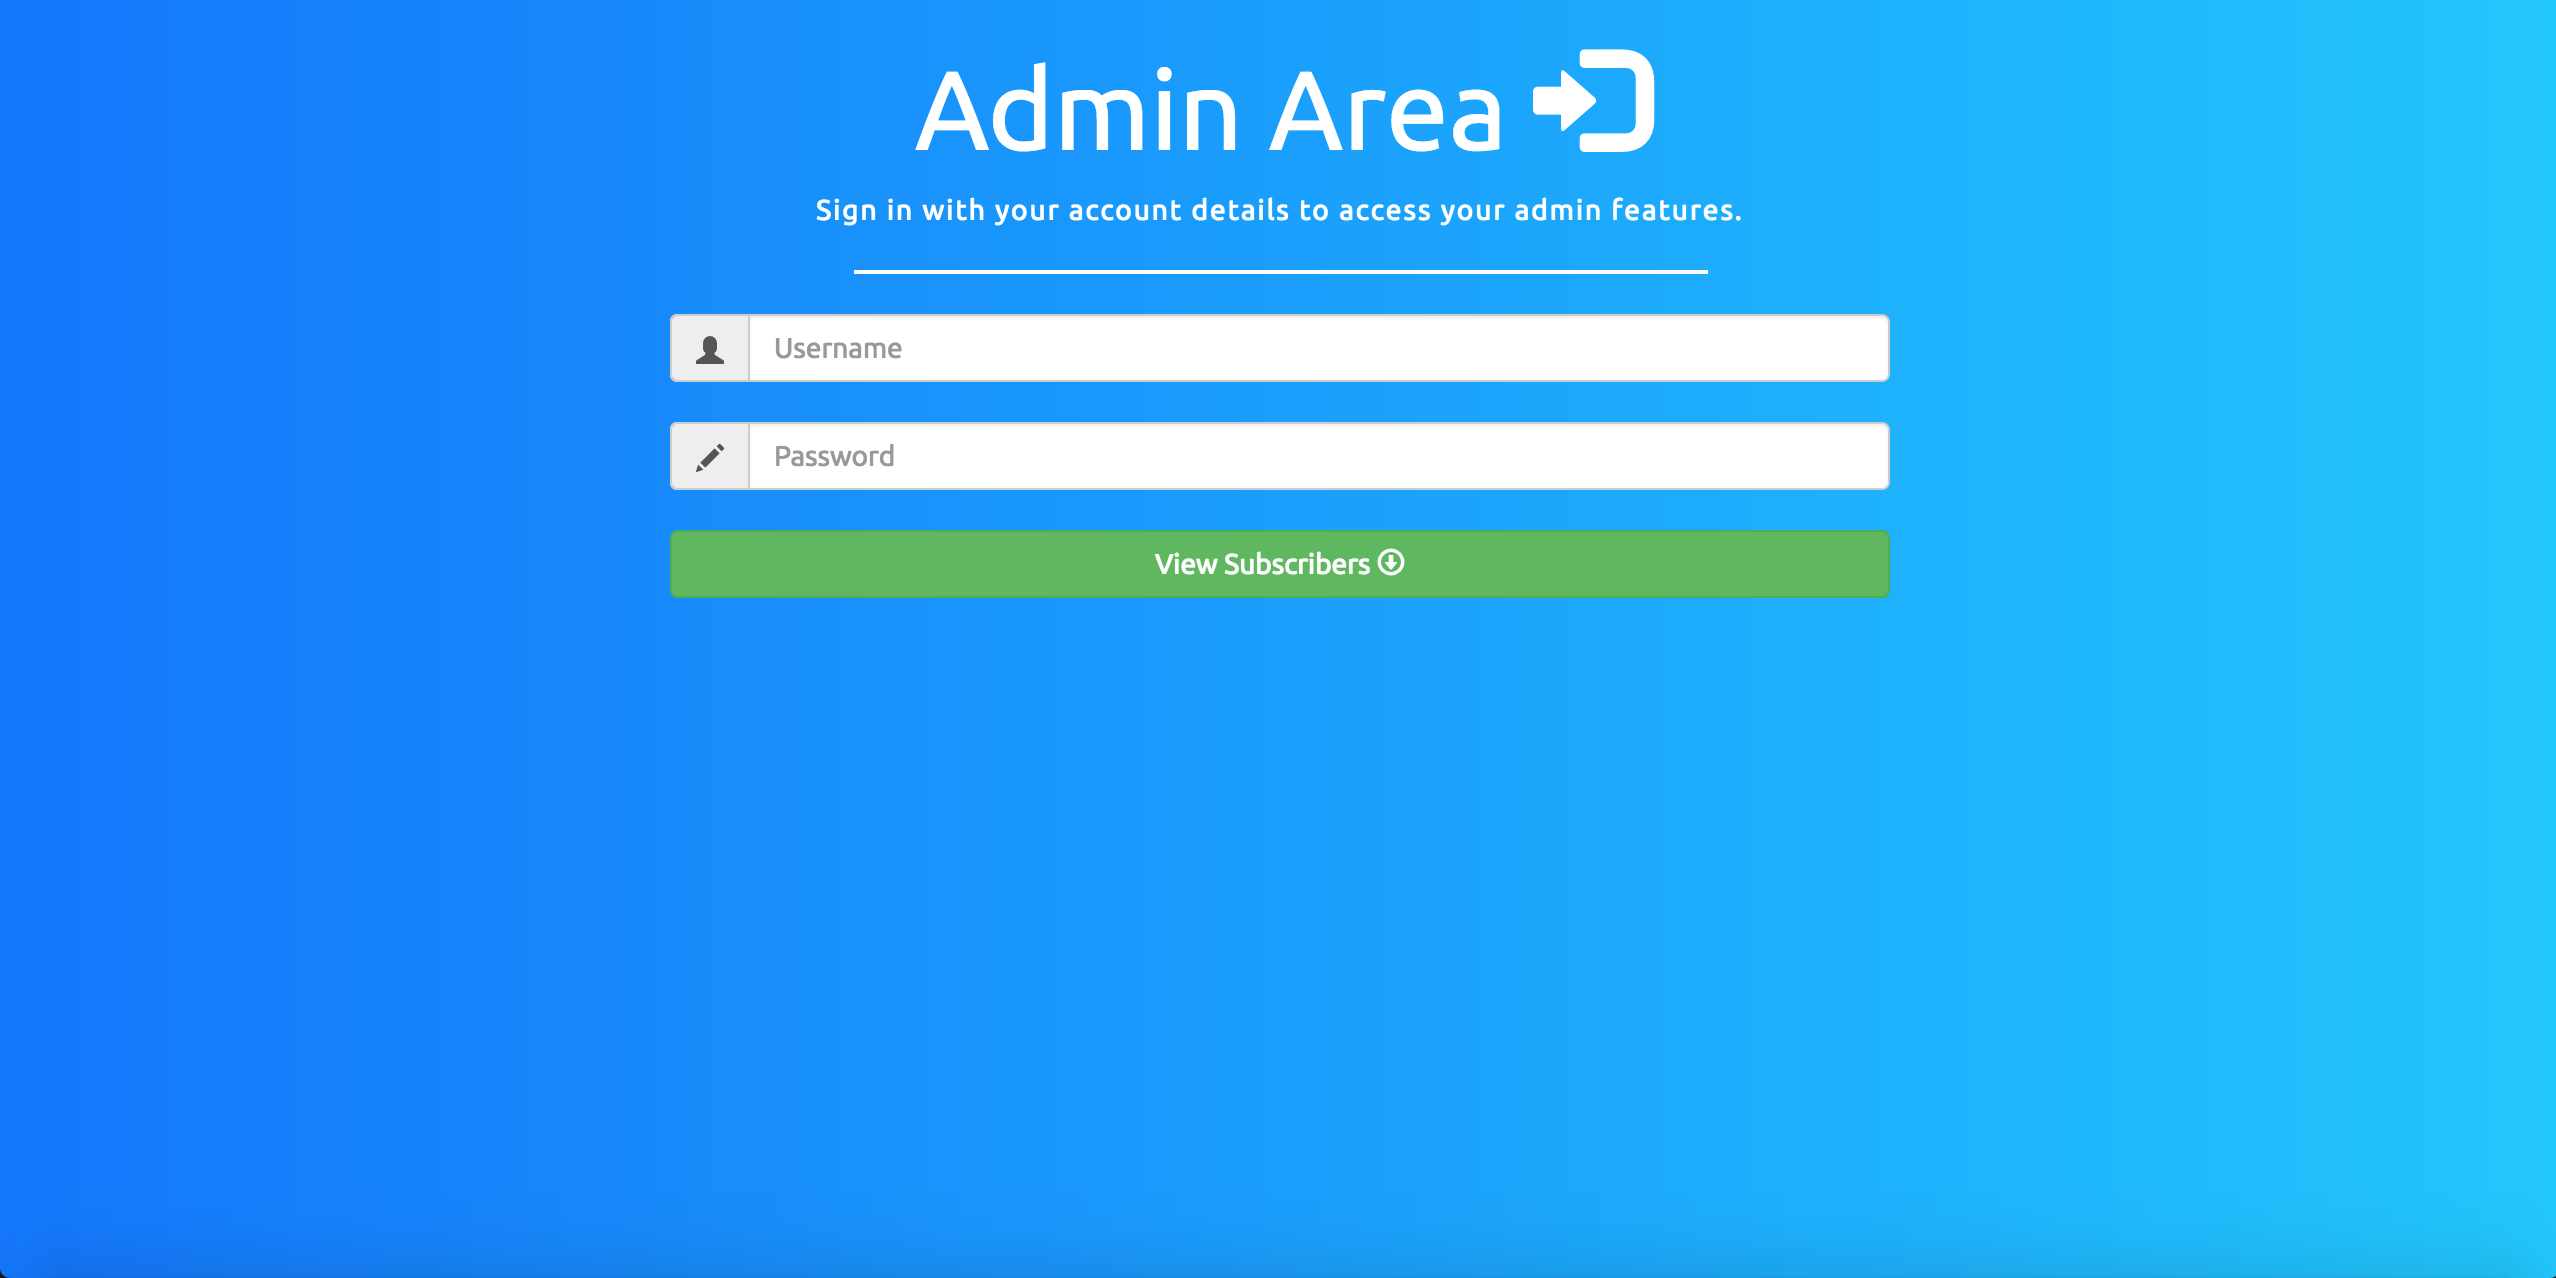 Admin Area
Sign in with your account details to access your admin features.
Username
Password
View Subscribers